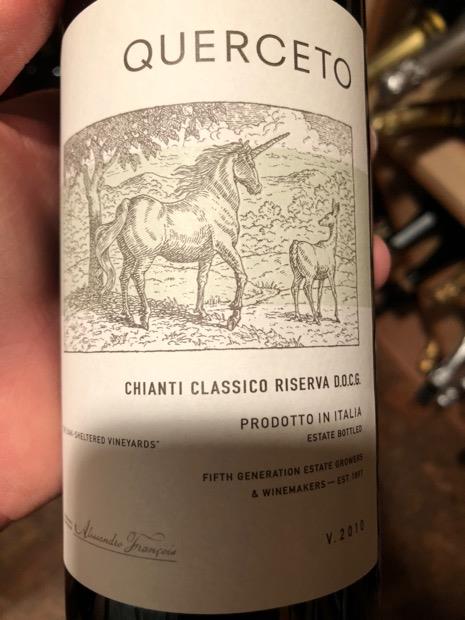 QUERCETO
CHIANTI CLASSICO RISERVA D.O.C.G.
PRODOTTO IN ITALIA
ESTATE BOTTLED
-SHELTERED VINEYARDS"
FIFTH GENERATION ESTATE GROWERS
& WINEMAKERS — EST. 1897
Alessandro François
V. 2010